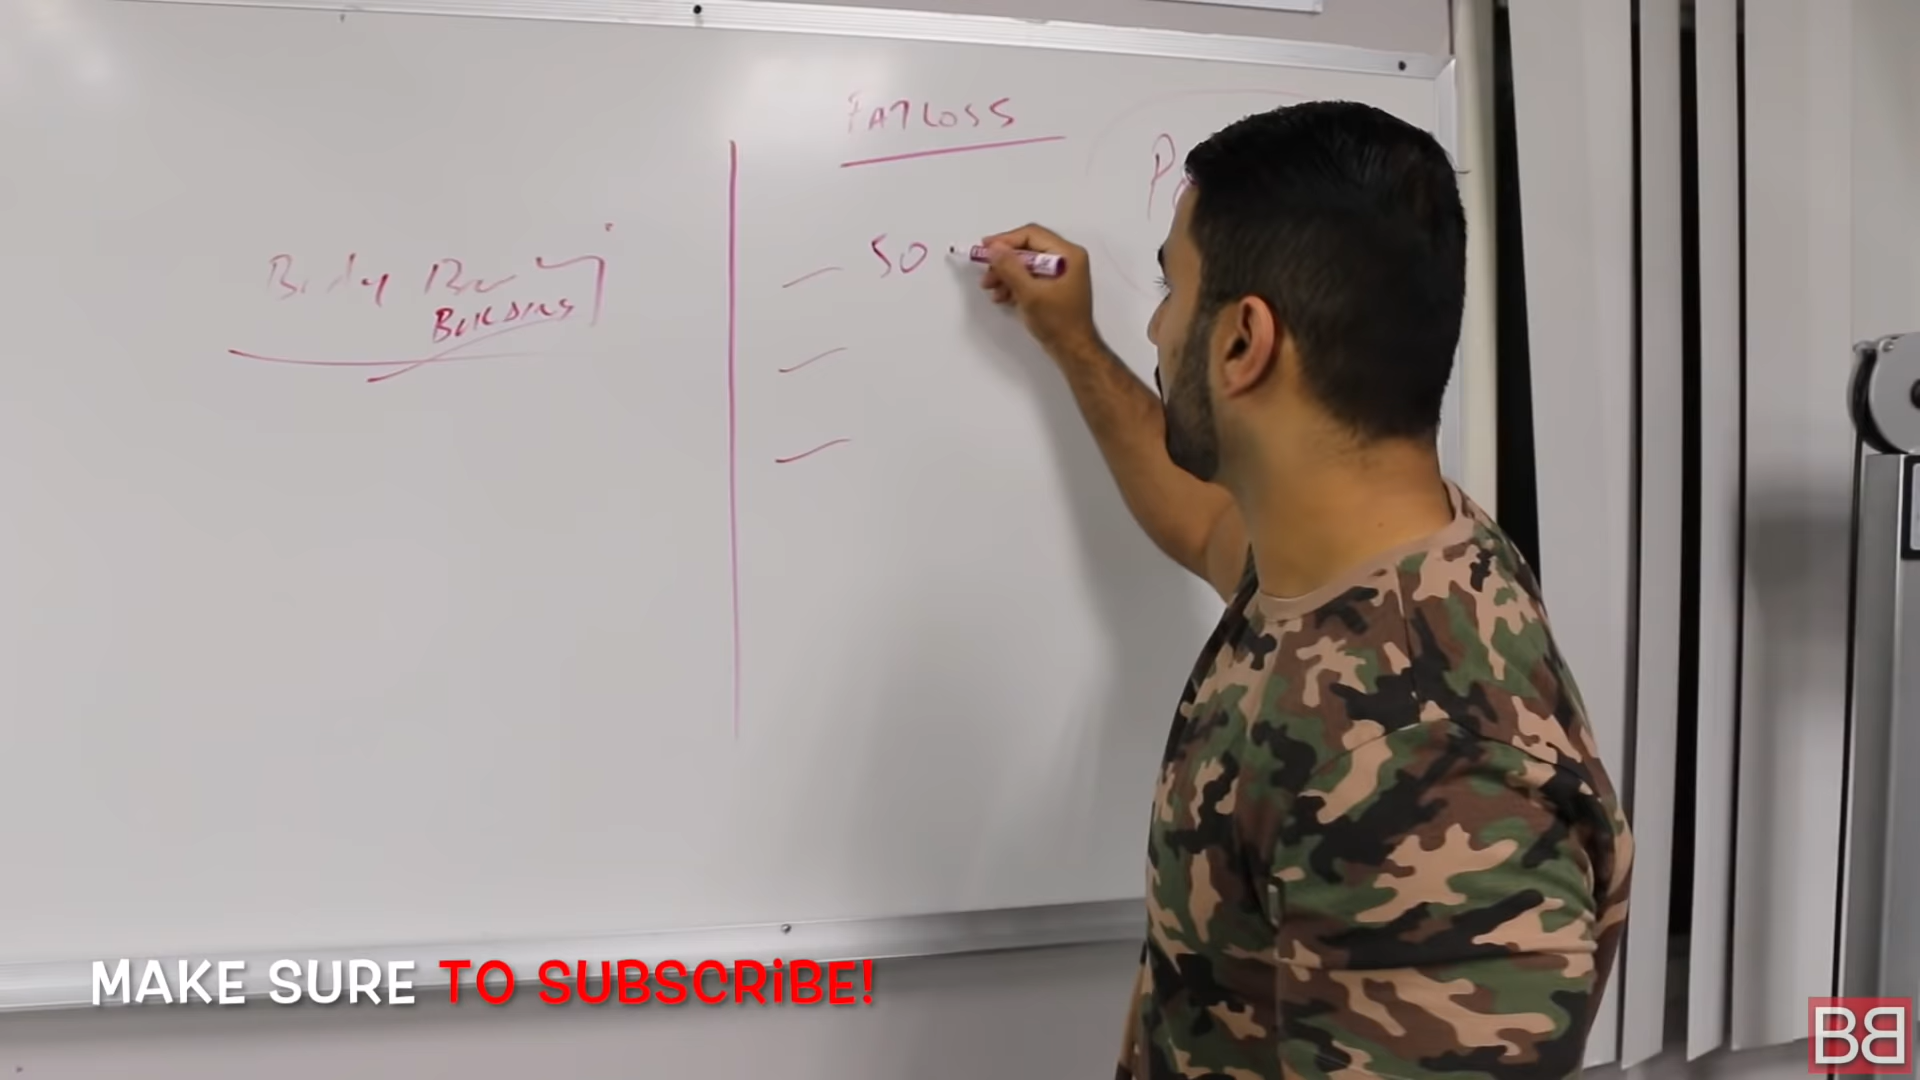 FAT LOSS
Body Bu
BUILDING
50
MAKE SURE TO SUBSCRiBE!
BB